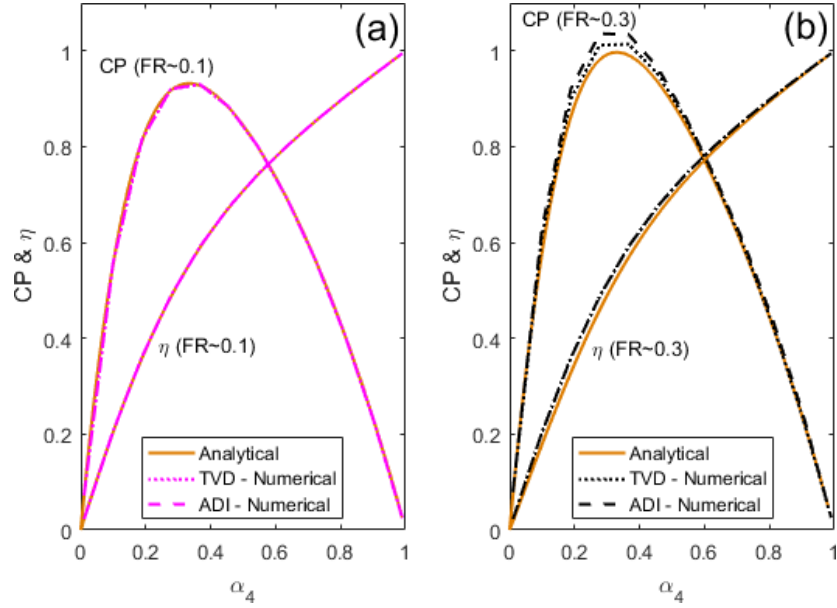 (a)
CP (FR~0.1)
1
0.8
0.6
0.4
0.2
0
CP & η
η (FR~0.1)
Analytical
TVD - Numerical
ADI - Numerical
0 0.2 0.4 0.6 0.8 1
α4
(b)
CP (FR~0.3)
1
0.8
0.6
0.4
0.2
0
CP & η
η (FR~0.3)
Analytical
TVD - Numerical
ADI - Numerical
0 0.2 0.4 0.6 0.8 1
α4